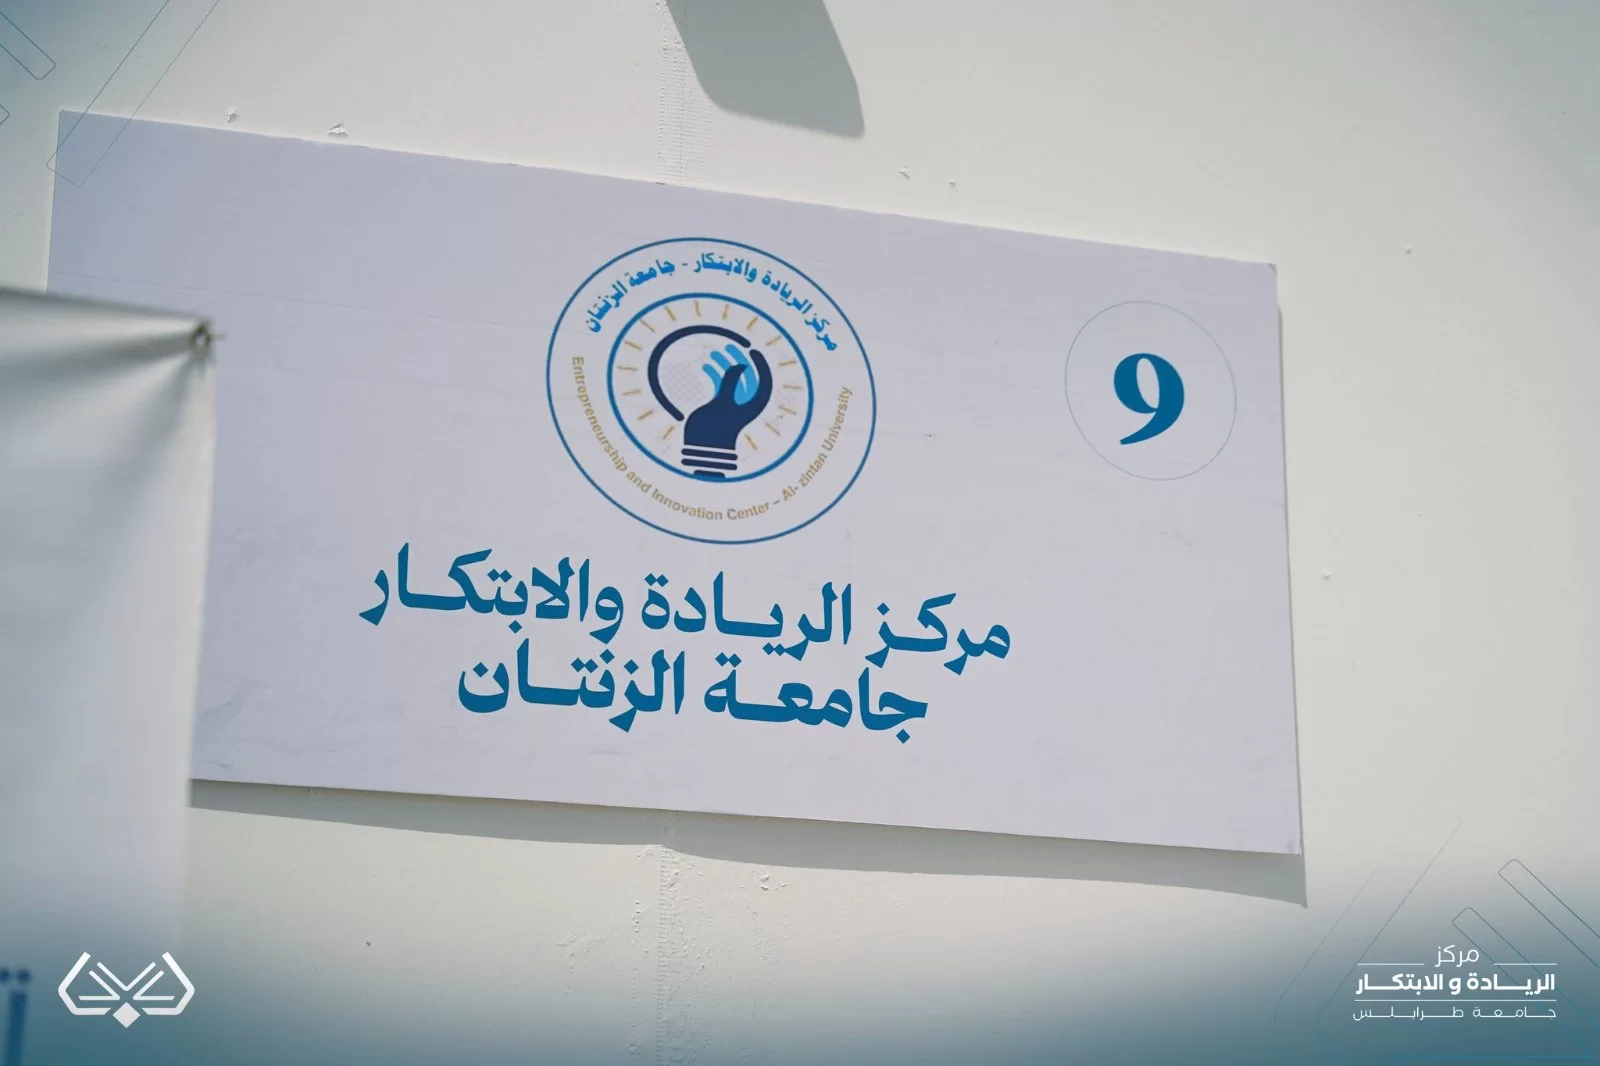 مركز الريادة والابتكار - جامعة الزنتان
Entrepreneurship and Innovation Center – Al- zintan University
9
مركز الريادة والابتكار
جامعة الزنتان
مركز
الريادة و الابتكار
جامعة طرابلس